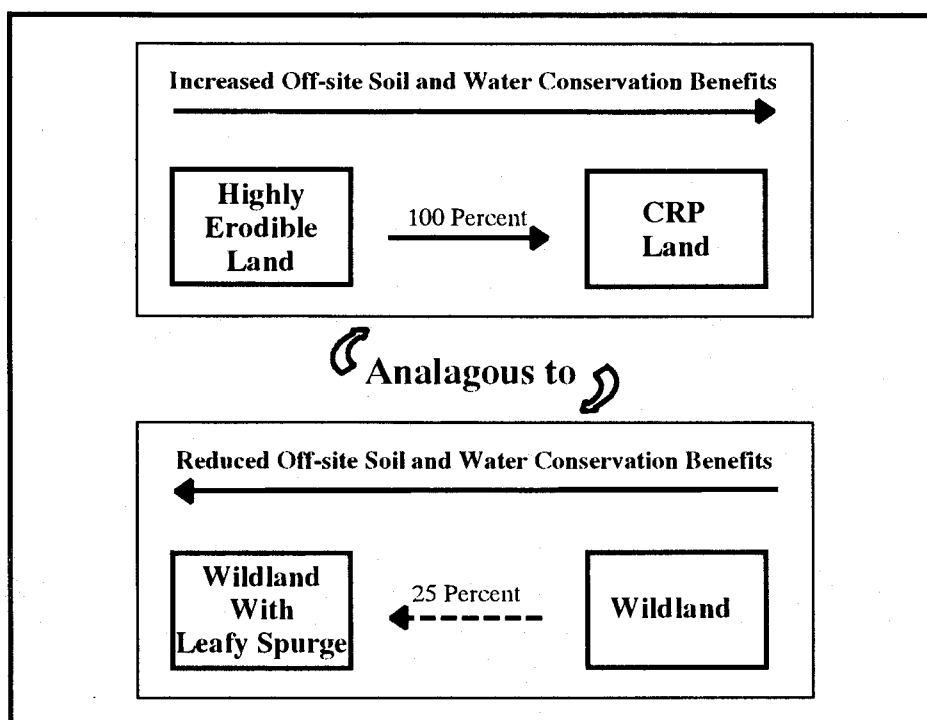 Increased Off-site Soil and Water Conservation Benefits
Highly
Erodible
Land
100 Percent
CRP
Land
Analagous to
Reduced Off-site Soil and Water Conservation Benefits
Wildland
With
Leafy Spurge
25 Percent
Wildland